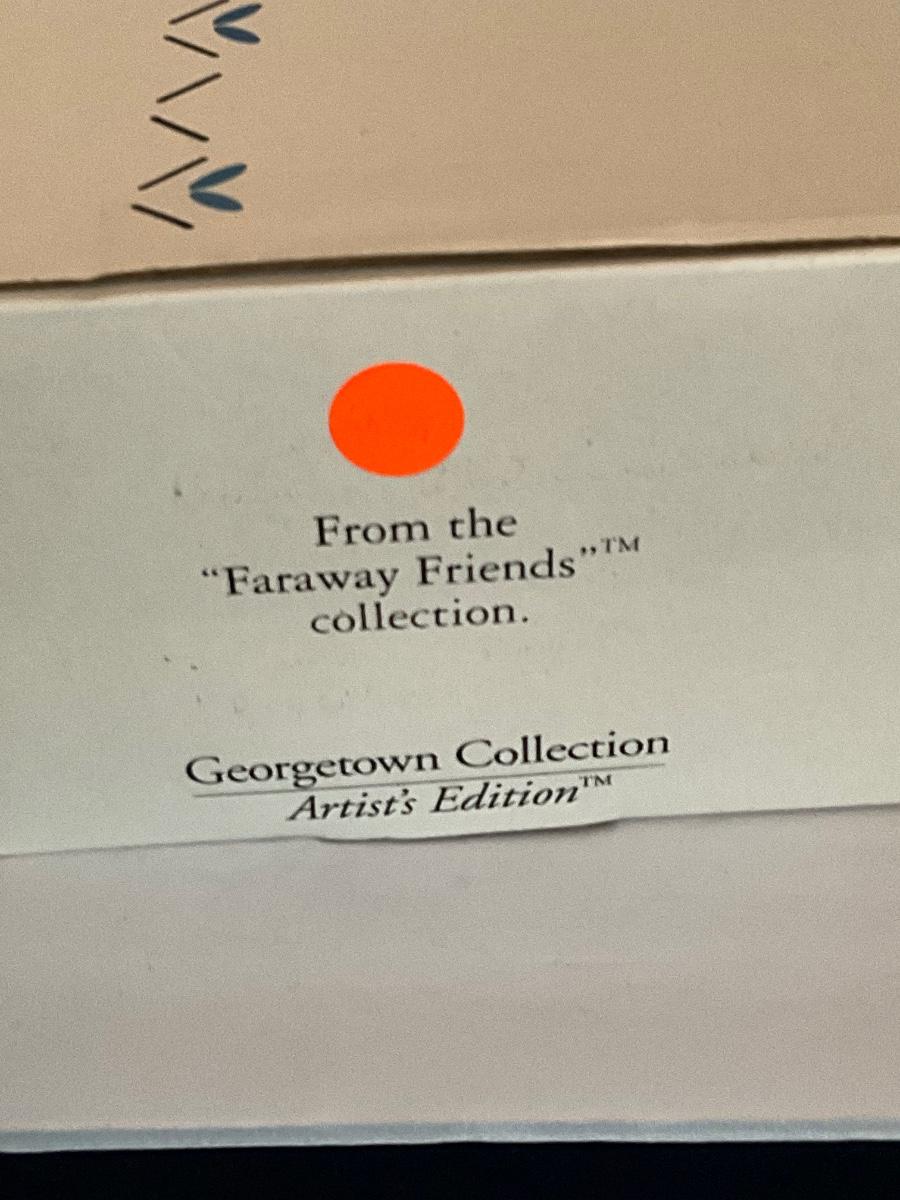 From the
“Faraway Friends”™
collection.
Georgetown Collection
Artist's Edition™